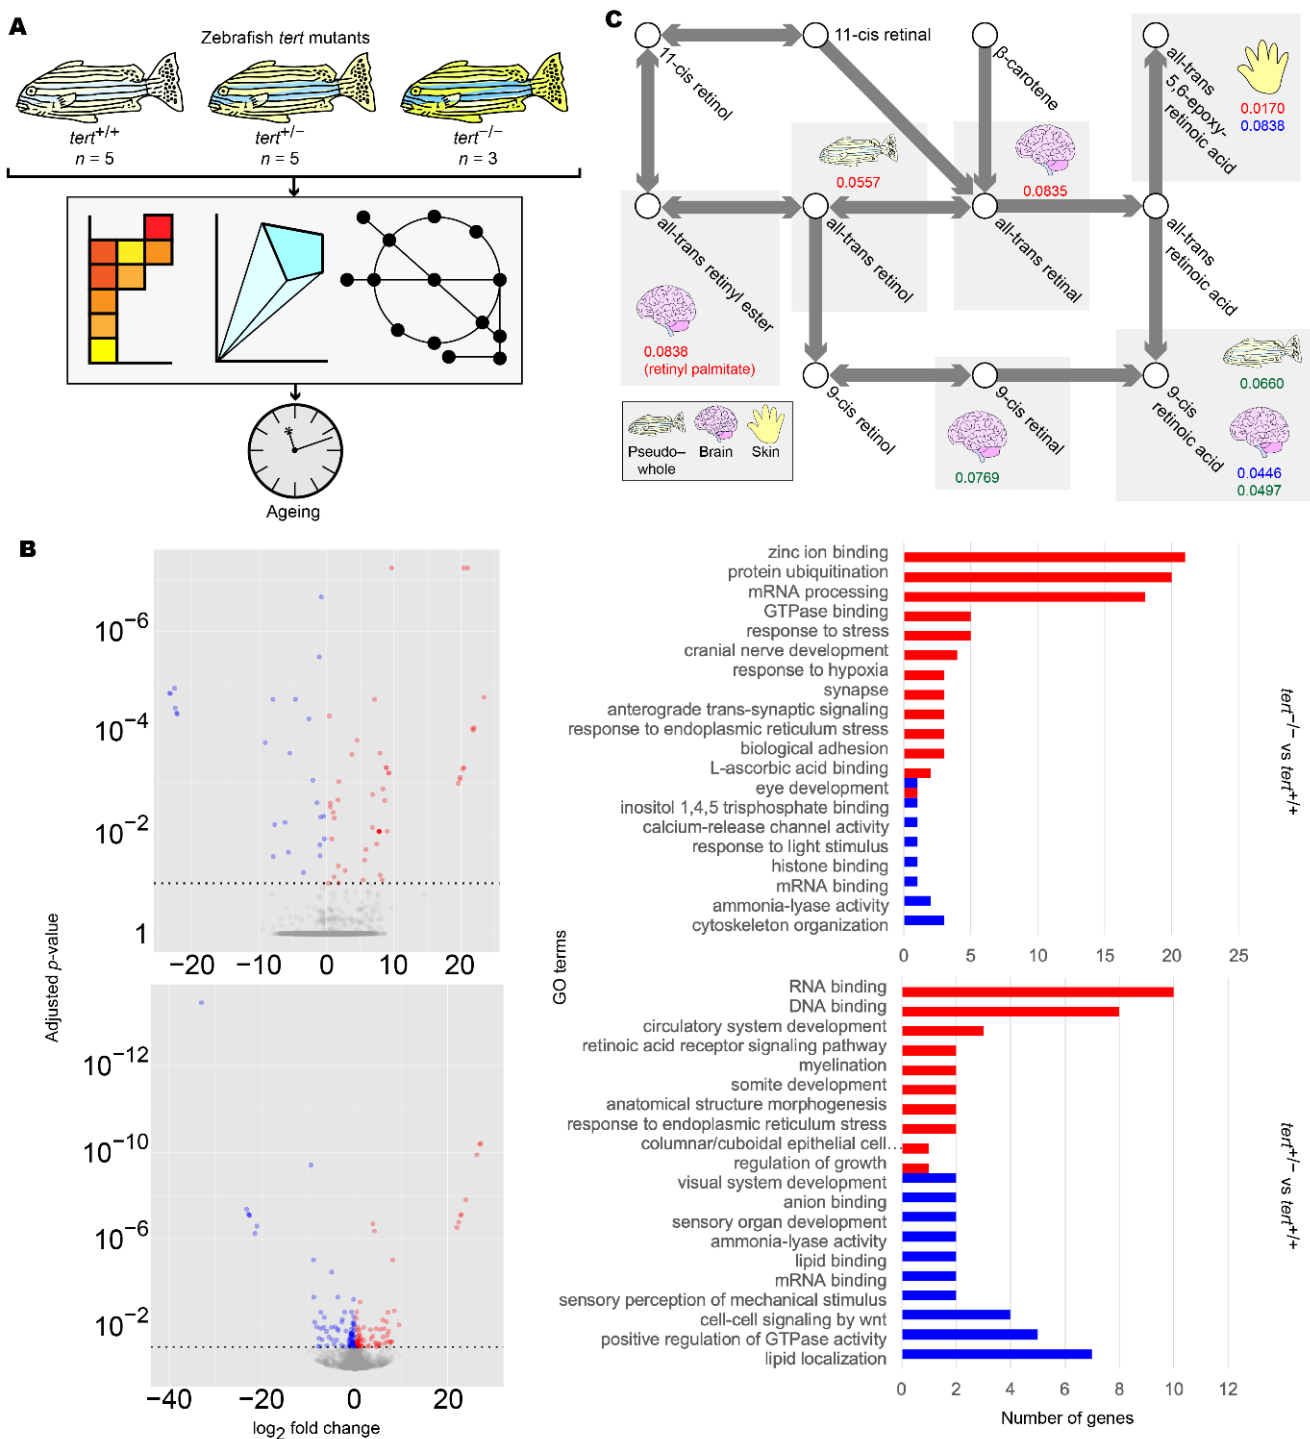 A
Zebrafish tert mutants
tert+/+
n = 5
tert+/−
n = 5
tert−/−
n = 3
*
Ageing
C
11-cis retinol
11-cis retinal
β-carotene
all-trans
5,6-epoxy-
retinoic acid
0.0170
0.0838
0.0557
0.0835
all-trans retinyl ester
all-trans retinol
all-trans retinal
all-trans
retinoic acid
0.0838
(retinyl palmitate)
9-cis retinol
9-cis retinal
9-cis
retinoic acid
0.0660
0.0446
0.0497
0.0769
Pseudo–
whole
Brain
Skin
B
Adjusted p-value
10−6
10−4
10−2
1
−20 −10 0 10 20
10−12
10−10
10−6
10−2
−40 −20 0 20
log2 fold change
GO terms
zinc ion binding
protein ubiquitination
mRNA processing
GTPase binding
response to stress
cranial nerve development
response to hypoxia
synapse
anterograde trans-synaptic signaling
response to endoplasmic reticulum stress
biological adhesion
L-ascorbic acid binding
eye development
inositol 1,4,5 trisphosphate binding
calcium-release channel activity
response to light stimulus
histone binding
mRNA binding
ammonia-lyase activity
cytoskeleton organization
0 5 10 15 20 25
tert−/− vs tert+/+
RNA binding
DNA binding
circulatory system development
retinoic acid receptor signaling pathway
myelination
somite development
anatomical structure morphogenesis
response to endoplasmic reticulum stress
columnar/cuboidal epithelial cell…
regulation of growth
visual system development
anion binding
sensory organ development
ammonia-lyase activity
lipid binding
mRNA binding
sensory perception of mechanical stimulus
cell-cell signaling by wnt
positive regulation of GTPase activity
lipid localization
0 2 4 6 8 10 12
Number of genes
tert+/− vs tert+/+